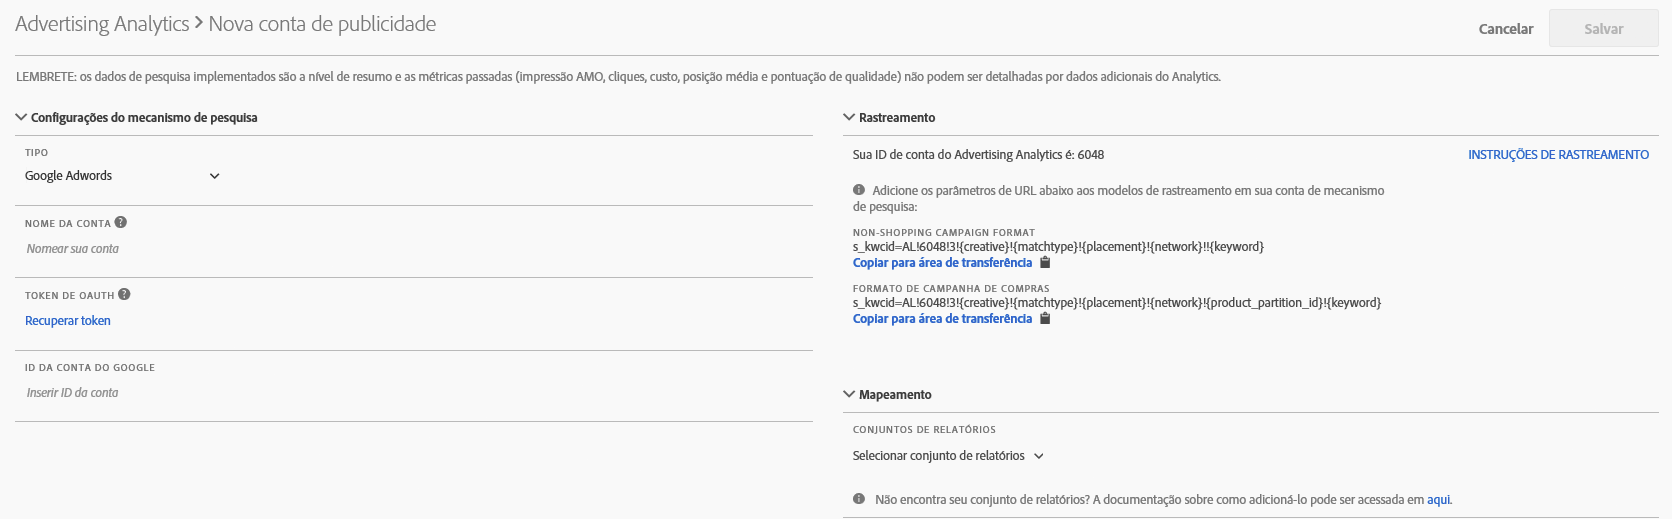 Advertising Analytics > Nova conta de publicidade
Cancelar
Salvar
LEMBRETE: os dados de pesquisa implementados são a nível de resumo e as métricas passadas (impressão AMO, cliques, custo, posição média e pontuação de qualidade) não podem ser detalhadas por dados adicionais do Analytics.
Configurações do mecanismo de pesquisa
TIPO
Google Adwords
NOME DA CONTA
Nomear sua conta
TOKEN DE OAUTH
Recuperar token
ID DA CONTA DO GOOGLE
Inserir ID da conta
Rastreamento
Sua ID de conta do Advertising Analytics é: 6048
INSTRUÇÕES DE RASTREAMENTO
Adicione os parâmetros de URL abaixo aos modelos de rastreamento em sua conta de mecanismo
de pesquisa:
NON-SHOPPING CAMPAIGN FORMAT
s_kwcid=AL!6048!3!{creative}!{matchtype}!{placement}!{network}!!{keyword}
Copiar para área de transferência
FORMATO DE CAMPANHA DE COMPRAS
s_kwcid=AL!6048!3!{creative}!{matchtype}!{placement}!{network}!{product_partition_id}!{keyword}
Copiar para área de transferência
Mapeamento
CONJUNTOS DE RELATÓRIOS
Selecionar conjunto de relatórios
Não encontra seu conjunto de relatórios? A documentação sobre como adicioná-lo pode ser acessada em aqui.